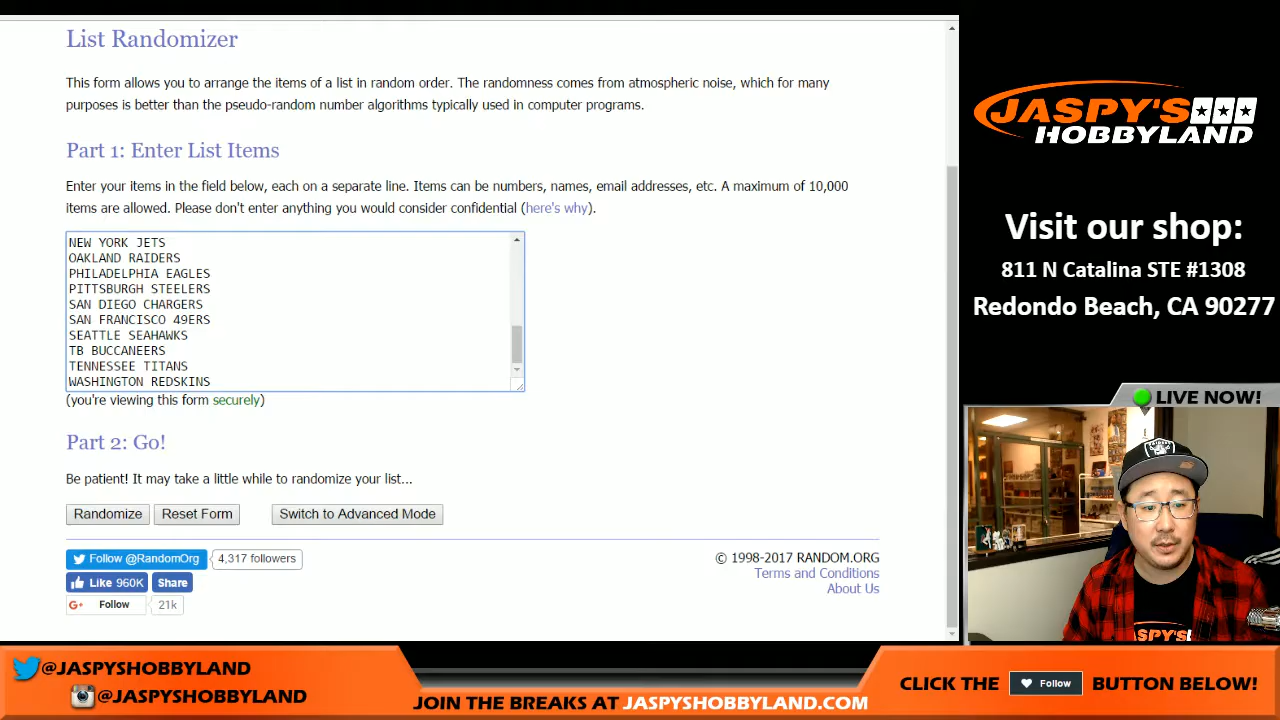 List Randomizer
This form allows you to arrange the items of a list in random order. The randomness comes from atmospheric noise, which for many
purposes is better than the pseudo-random number algorithms typically used in computer programs.
Part 1: Enter List Items
Enter your items in the field below, each on a separate line. Items can be numbers, names, email addresses, etc. A maximum of 10,000
items are allowed. Please don't enter anything you would consider confidential (here's why).
NEW YORK JETS
OAKLAND RAIDERS
PHILADELPHIA EAGLES
PITTSBURGH STEELERS
SAN DIEGO CHARGERS
SAN FRANCISCO 49ERS
SEATTLE SEAHAWKS
TB BUCCANEERS
TENNESSEE TITANS
WASHINGTON REDSKINS
(you're viewing this form securely)
Part 2: Go!
Be patient! It may take a little while to randomize your list...
Randomize
Reset Form
Switch to Advanced Mode
Follow @RandomOrg
4,317 followers
Like 960K
Share
G+ Follow
21k
© 1998-2017 RANDOM.ORG
Terms and Conditions
About Us
JASPY'S
HOBBYLAND
Visit our shop:
811 N Catalina STE #1308
Redondo Beach, CA 90277
LIVE NOW!
@JASPYSHOBBYLAND
@JASPYSHOBBYLAND
JOIN THE BREAKS AT JASPYSHOBBYLAND.COM
CLICK THE
Follow
BUTTON BELOW!